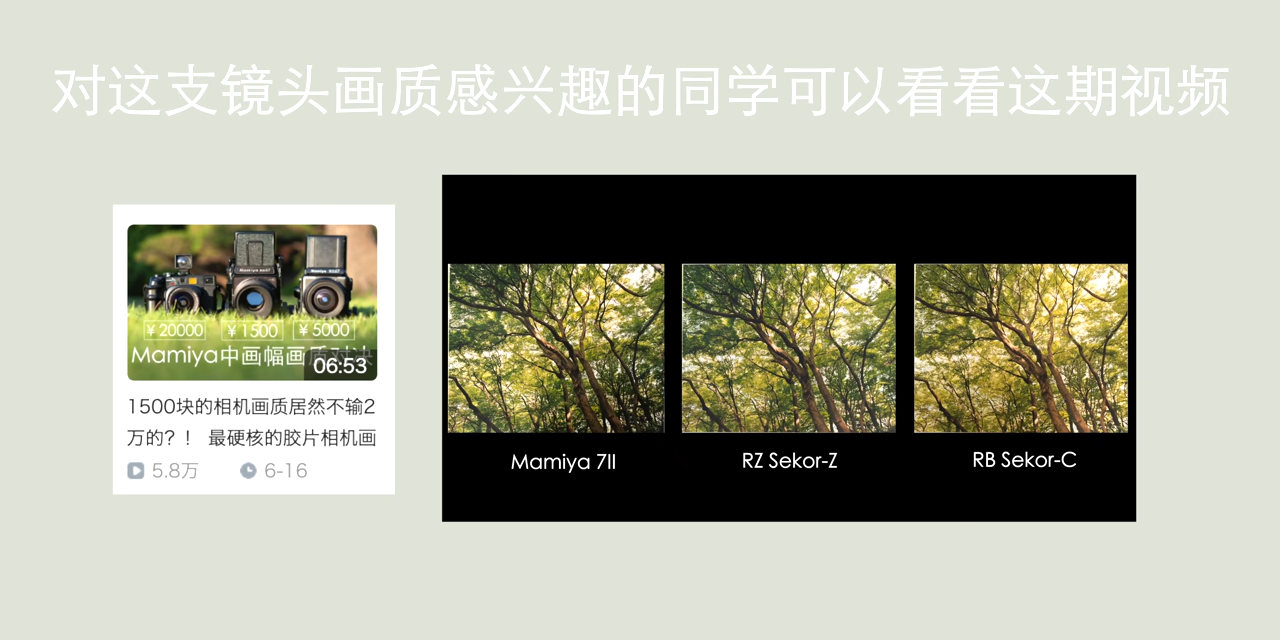 对这支镜头画质感兴趣的同学可以看看这期视频
¥20000
¥1500
¥5000
Mamiya中画幅画质对决
06:53
1500块的相机画质居然不输2
万的？！ 最硬核的胶片相机画
5.8万
6-16
Mamiya 7II
RZ Sekor-Z
RB Sekor-C